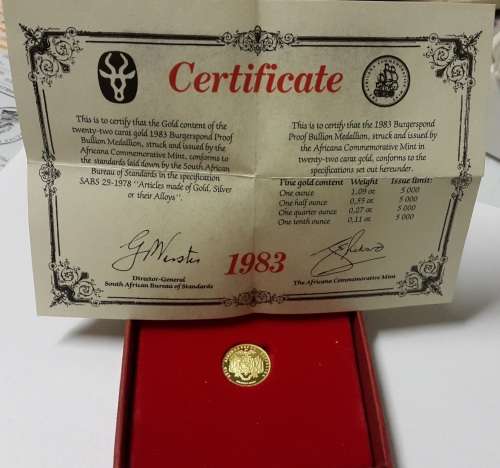 Certificate
This is to certify that the Gold content of the
twenty-two carat gold 1983 Burgerspond Proof
Bullion Medallion, struck and issued by the
Africana Commemorative Mint, conforms to
the standards laid down by the South African
Bureau of Standards in the specification
SABS 29-1978 "Articles made of Gold, Silver
or their Alloys".
This is to certify that the 1983 Burgerspond
Proof Bullion Medallion, struck and issued by
the Africana Commemorative Mint in
twenty-two carat gold, conforms to the
specifications set out hereunder.
Fine gold content Weight Issue limit:
One ounce 1,09 oz 5 000
One half ounce 0,55 oz 5 000
One quarter ounce 0,27 oz 5 000
One tenth ounce 0,11 oz 5 000
1983
Director-General
South African Bureau of Standards
The Africana Commemorative Mint